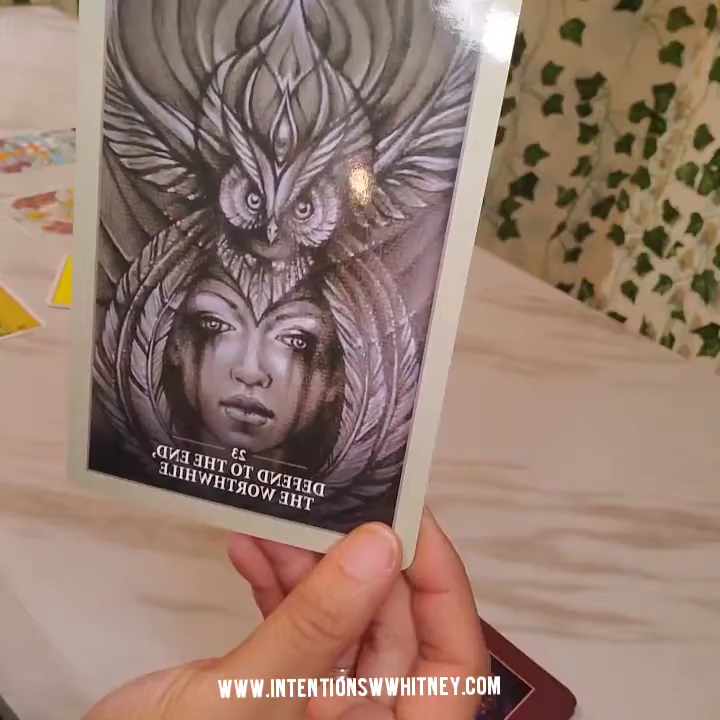 23
DEFEND TO THE END,
THE WORTHWHILE
WWW.INTENTIONSWWHITNEY.COM